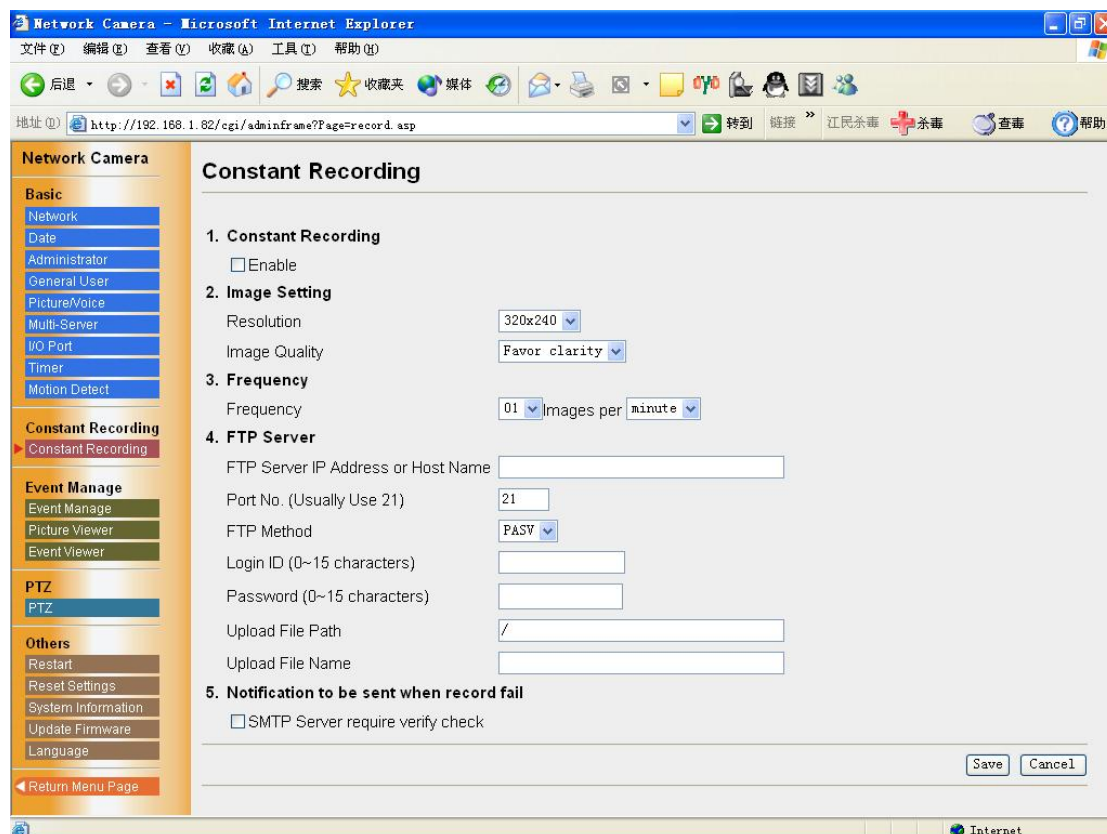 Network Camera - Microsoft Internet Explorer
文件(F) 编辑(E) 查看(V) 收藏(A) 工具(T) 帮助(H)
后退 搜索 收藏夹 媒体
地址(D) http://192.168.1.82/cgi/adminframe?Page=record.asp 转到 链接 » 江民杀毒 杀毒 查毒 帮助
Network Camera
Basic
Network
Date
Administrator
General User
Picture/Voice
Multi-Server
I/O Port
Timer
Motion Detect
Constant Recording
Constant Recording
Event Manage
Event Manage
Picture Viewer
Event Viewer
PTZ
PTZ
Others
Restart
Reset Settings
System Information
Update Firmware
Language
Return Menu Page
Constant Recording
1. Constant Recording
Enable
2. Image Setting
Resolution 320x240
Image Quality Favor clarity
3. Frequency
Frequency 01 Images per minute
4. FTP Server
FTP Server IP Address or Host Name
Port No. (Usually Use 21) 21
FTP Method PASV
Login ID (0~15 characters)
Password (0~15 characters)
Upload File Path /
Upload File Name
5. Notification to be sent when record fail
SMTP Server require verify check
Save Cancel
Internet